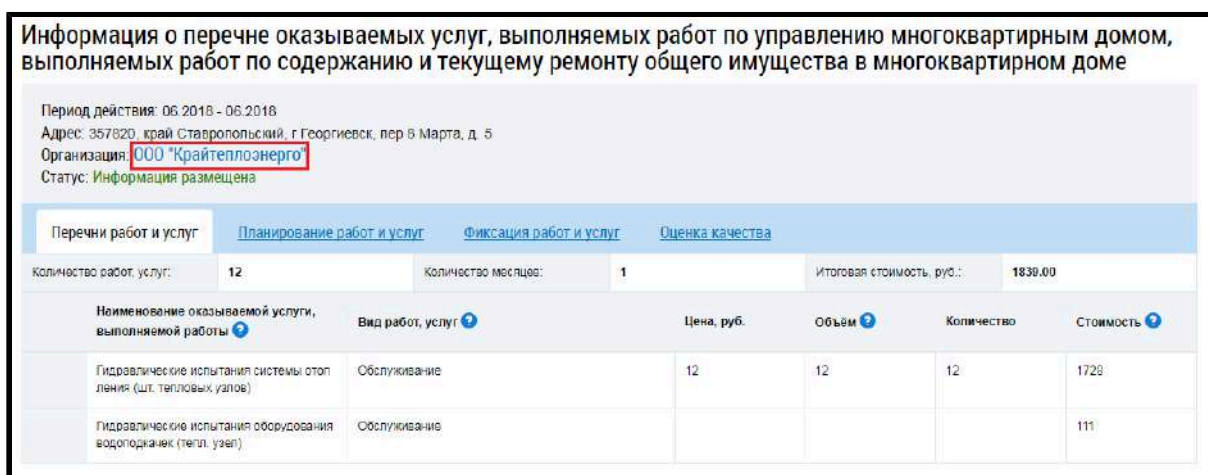 Информация о перечне оказываемых услуг, выполняемых работ по управлению многоквартирным домом,
выполняемых работ по содержанию и текущему ремонту общего имущества в многоквартирном доме
Период действия: 06.2018 - 06.2018
Адрес: 357820, край Ставропольский, г Георгиевск, пер 8 Марта, д. 5
Организация: ООО "Крайтеплоэнерго"
Статус: Информация размещена
Перечни работ и услуг Планирование работ и услуг Фиксация работ и услуг Оценка качества
Количество работ, услуг: 12 Количество месяцев: 1 Итоговая стоимость, руб.: 1839.00
Наименование оказываемой услуги,
выполняемой работы Вид работ, услуг Цена, руб. Объём Количество Стоимость
Гидравлические испытания системы отоп Обслуживание 12 12 12 1728
ления (шт. тепловых узлов)
Гидравлические испытания оборудования Обслуживание 111
водоподкачек (тепл. узел)